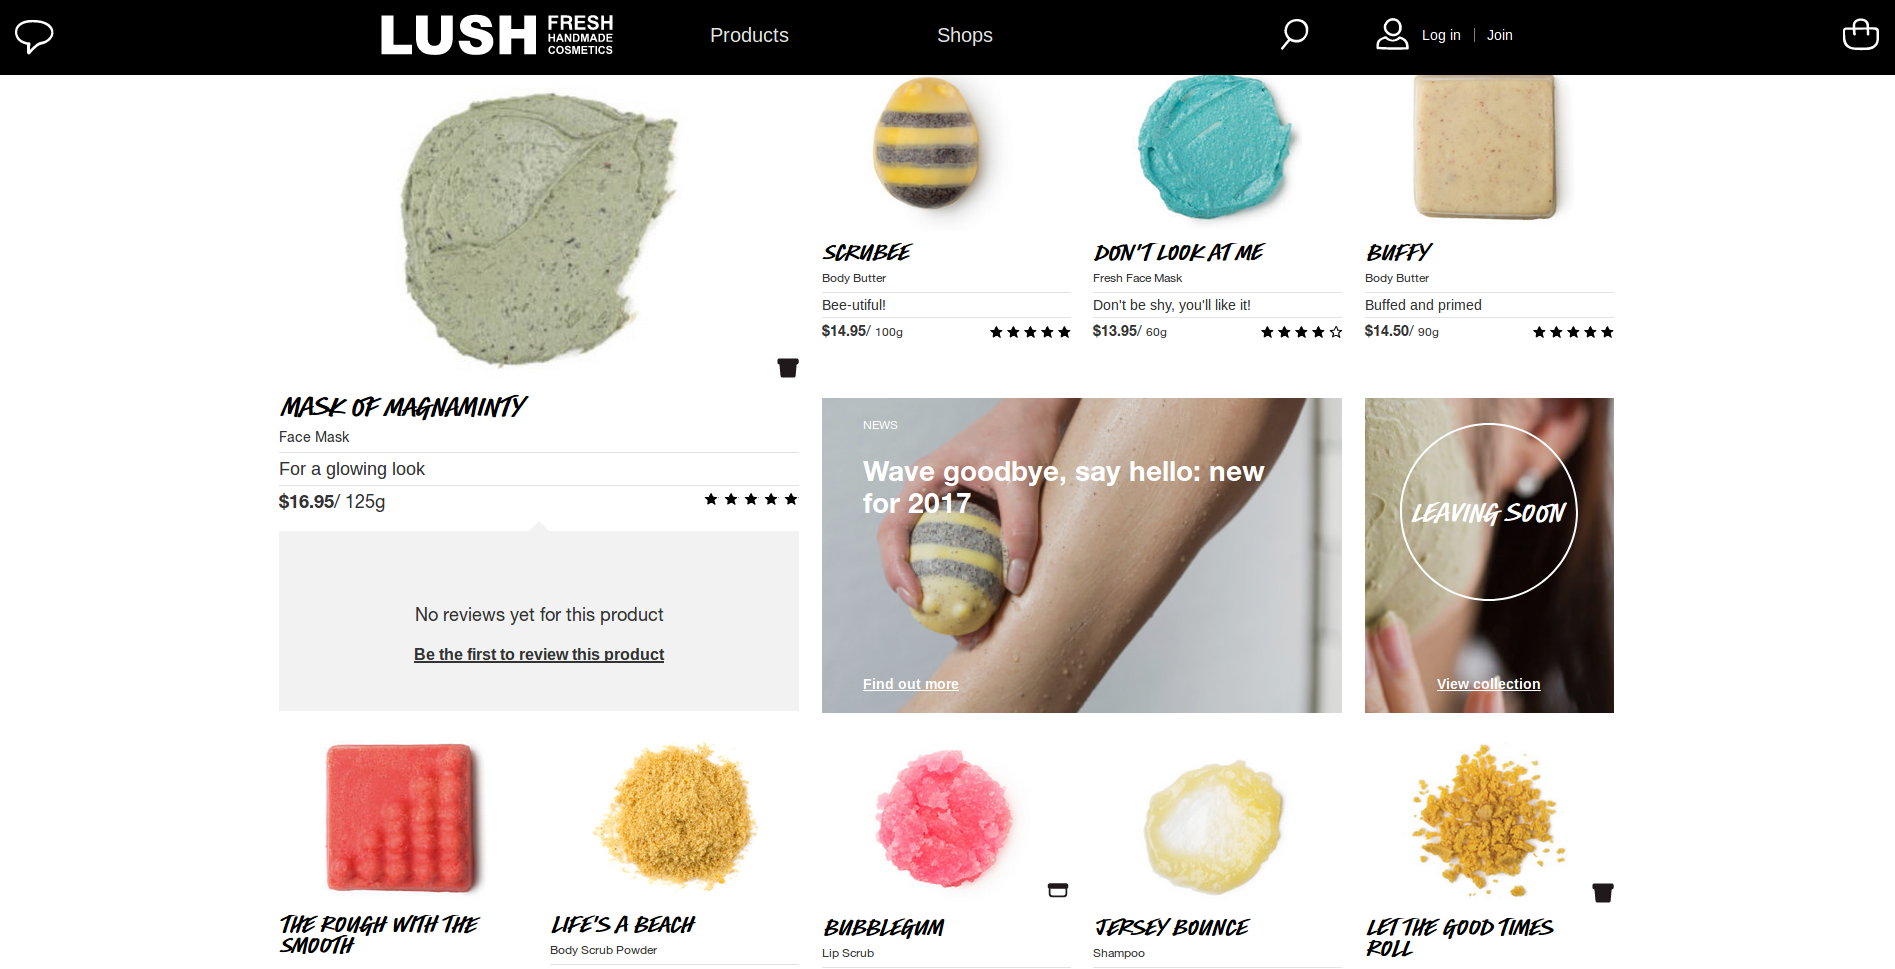 LUSH FRESH
HANDMADE
COSMETICS
Products
Shops
Log in
Join
MASK OF MAGNAMINTY
Face Mask
For a glowing look
$16.95/ 125g
No reviews yet for this product
Be the first to review this product
SCRUBEE
Body Butter
Bee-utiful!
$14.95/ 100g
DON'T LOOK AT ME
Fresh Face Mask
Don't be shy, you'll like it!
$13.95/ 60g
BUFFY
Body Butter
Buffed and primed
$14.50/ 90g
NEWS
Wave goodbye, say hello: new
for 2017
Find out more
LEAVING SOON
View collection
THE ROUGH WITH THE
SMOOTH
LIFE'S A BEACH
Body Scrub Powder
BUBBLEGUM
Lip Scrub
JERSEY BOUNCE
Shampoo
LET THE GOOD TIMES
ROLL